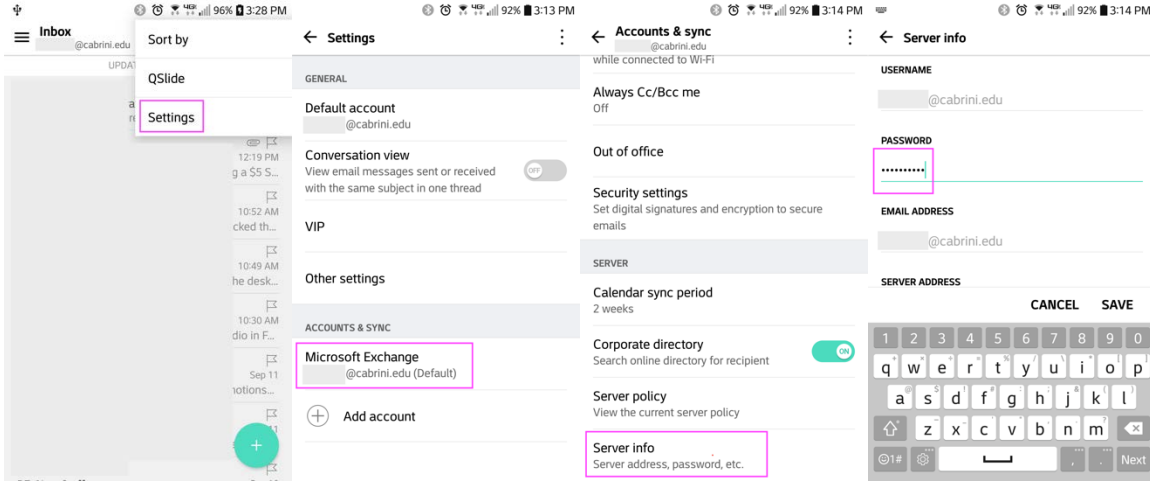 96% 3:28 PM
Inbox
@cabrini.edu
Sort by
QSlide
Settings
12:19 PM
g a $5 S...
10:52 AM
cked th...
10:49 AM
he desk...
10:30 AM
dio in F...
Sep 11
notions...
+
92% 3:13 PM
Settings
GENERAL
Default account
@cabrini.edu
Conversation view
View email messages sent or received
with the same subject in one thread
OFF
VIP
Other settings
ACCOUNTS & SYNC
Microsoft Exchange
@cabrini.edu (Default)
Add account
92% 3:14 PM
Accounts & sync
@cabrini.edu
while connected to Wi-Fi
Always Cc/Bcc me
Off
Out of office
Security settings
Set digital signatures and encryption to secure
emails
SERVER
Calendar sync period
2 weeks
Corporate directory
Search online directory for recipient
ON
Server policy
View the current server policy
Server info
Server address, password, etc.
92% 3:14 PM
Server info
USERNAME
@cabrini.edu
PASSWORD
••••••••••
EMAIL ADDRESS
@cabrini.edu
SERVER ADDRESS
CANCEL SAVE
1 2 3 4 5 6 7 8 9 0
q w e r t y u i o p
a s d f g h j k l
z x c v b n m
1# , . Next